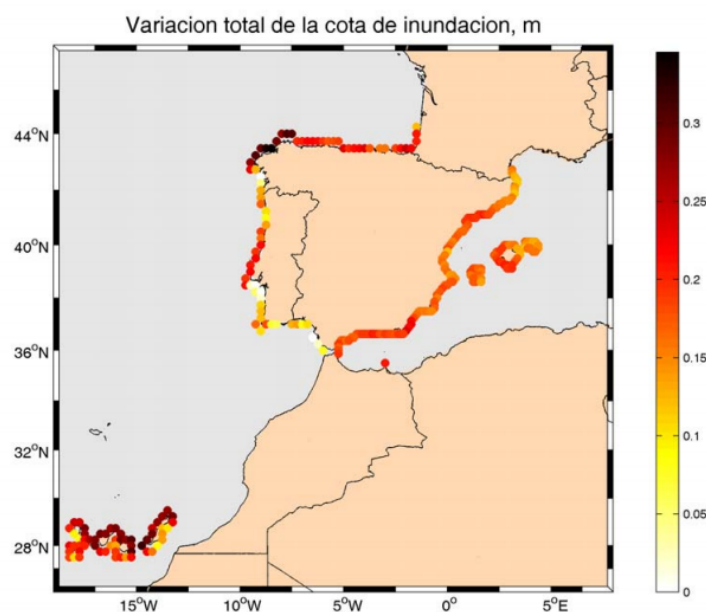 Variacion total de la cota de inundacion, m
44°N
40°N
36°N
32°N
28°N
15°W
10°W
5°W
0°
5°E
0.3
0.25
0.2
0.15
0.1
0.05
0